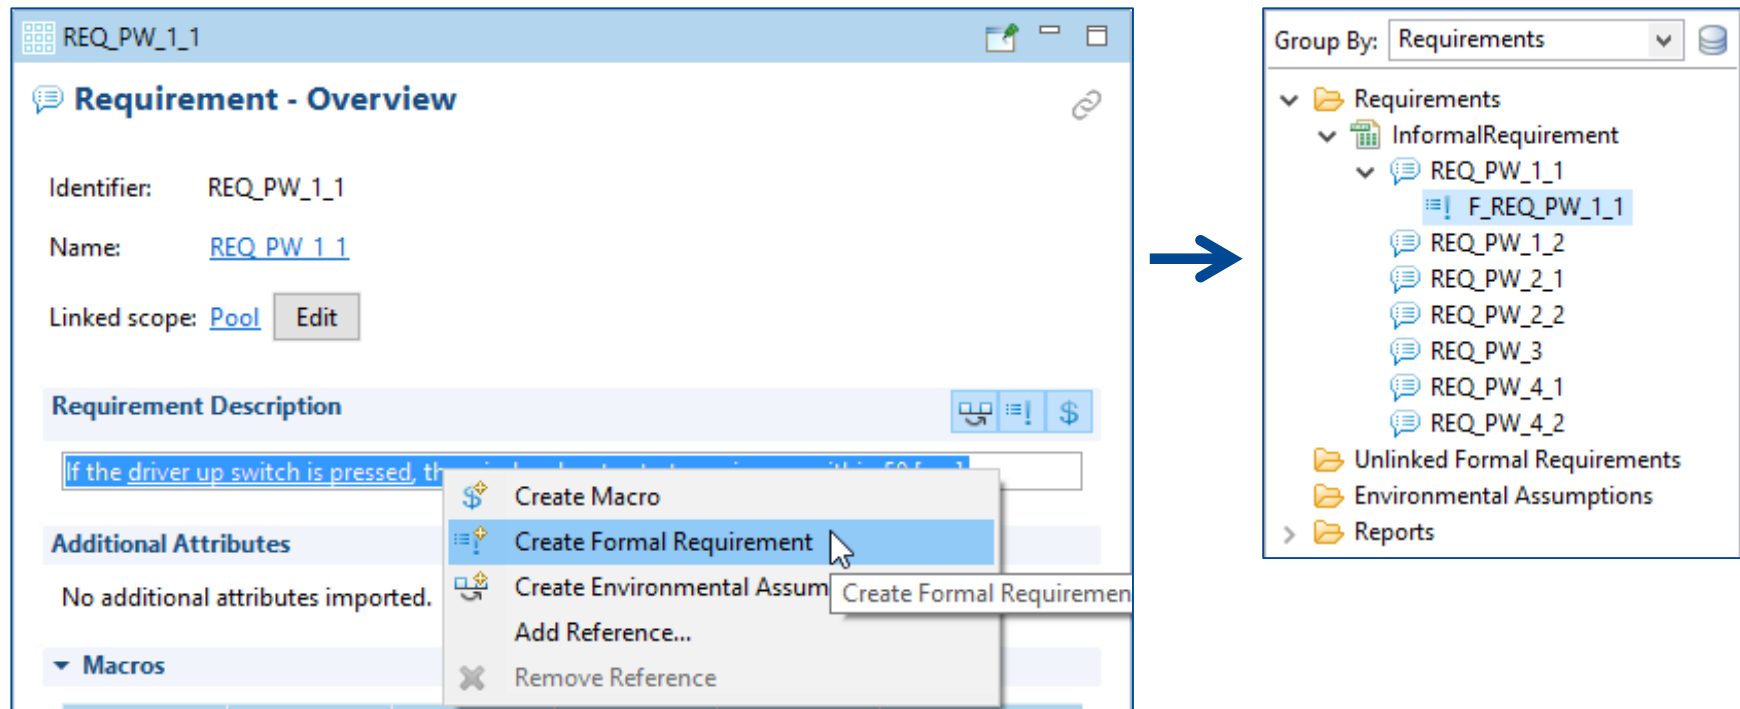 REQ_PW_1_1
Requirement - Overview
Identifier: REQ_PW_1_1
Name: REQ_PW_1_1
Linked scope: Pool Edit
Requirement Description
If the driver up switch is pressed,
Create Macro
Create Formal Requirement
Create Environmental Assum
Create Formal Requiremen
Add Reference...
Remove Reference
Additional Attributes
No additional attributes imported.
Macros
Group By: Requirements
Requirements
InformalRequirement
REQ_PW_1_1
F_REQ_PW_1_1
REQ_PW_1_2
REQ_PW_2_1
REQ_PW_2_2
REQ_PW_3
REQ_PW_4_1
REQ_PW_4_2
Unlinked Formal Requirements
Environmental Assumptions
Reports